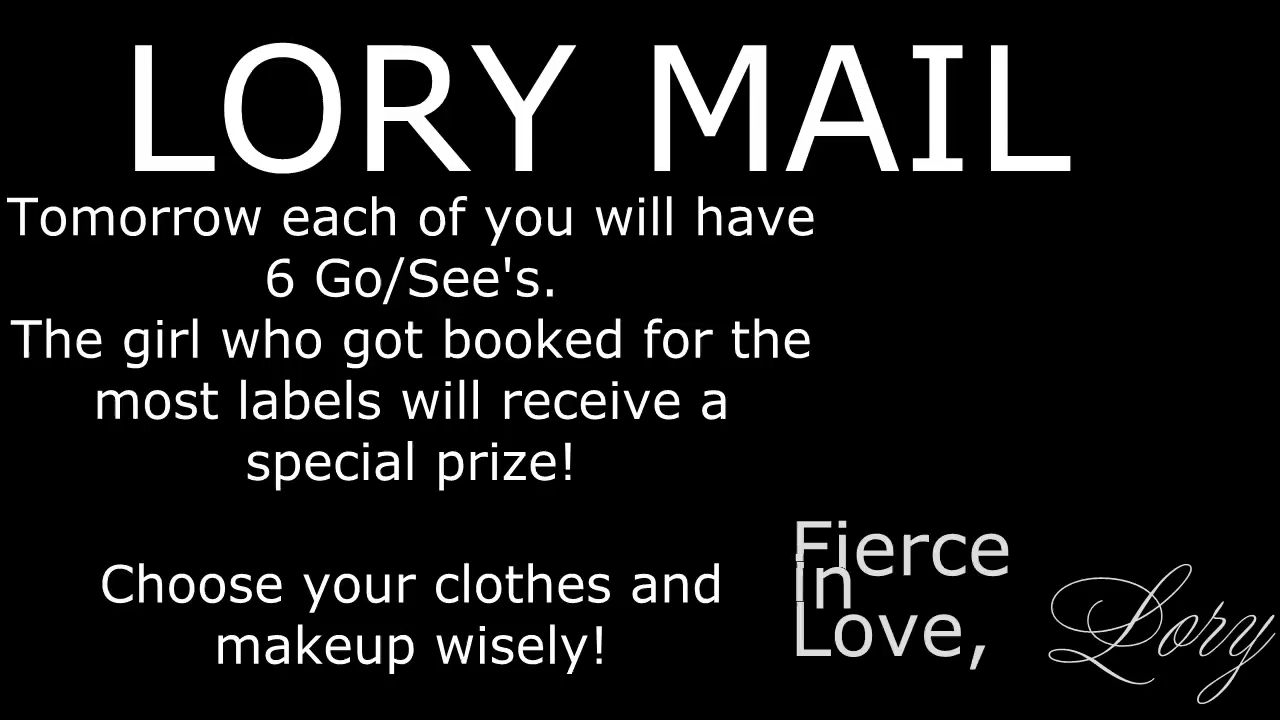 LORY MAIL
Tomorrow each of you will have
6 Go/See's.
The girl who got booked for the
most labels will receive a
special prize!
Choose your clothes and
makeup wisely!
Fierce
In
Love,
Lory